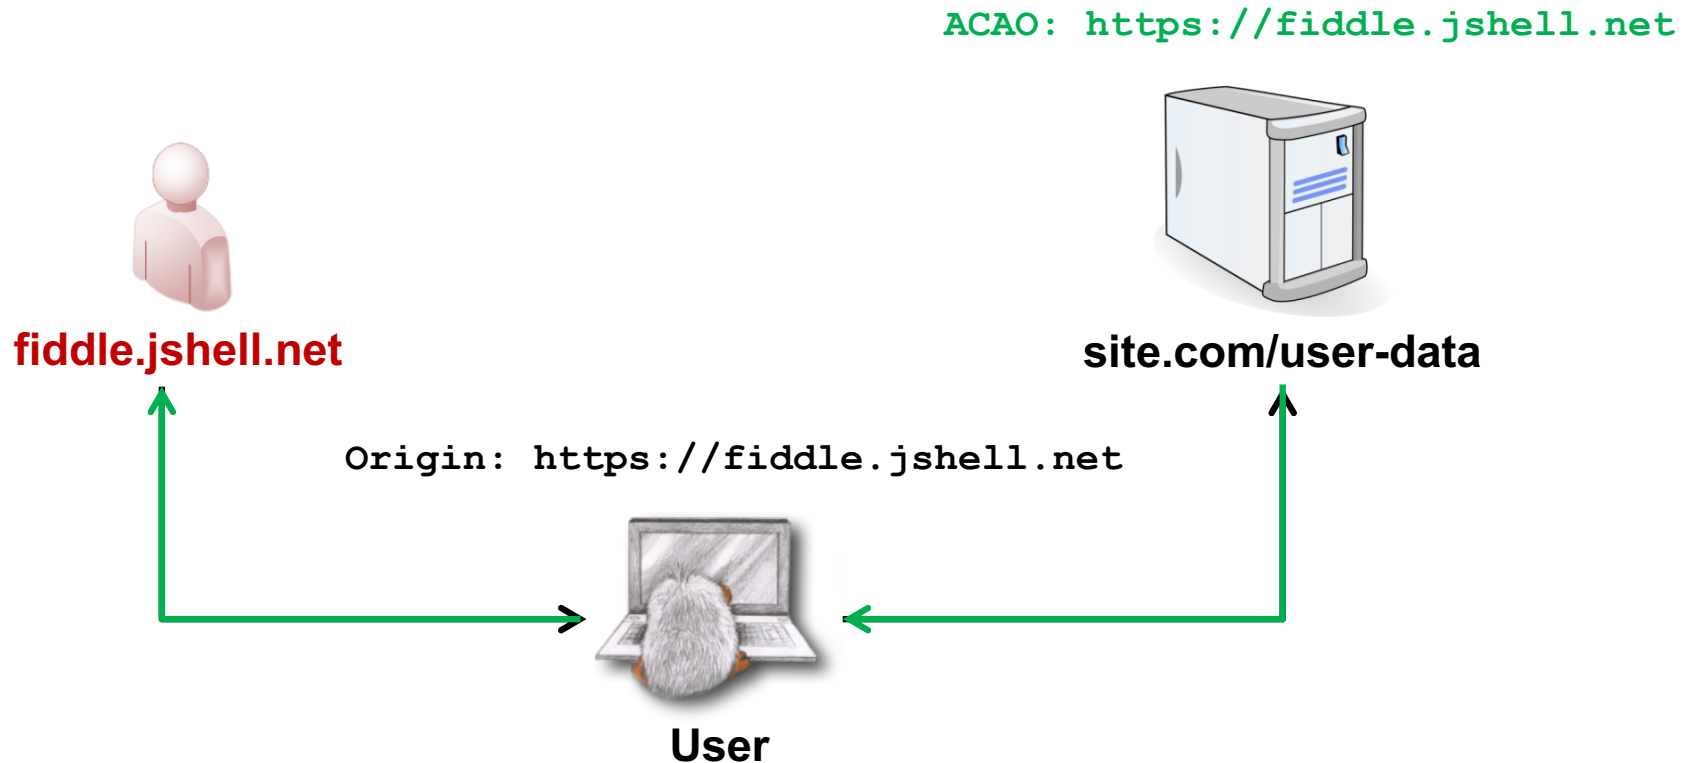 ACAO: https://fiddle.jshell.net
fiddle.jshell.net
site.com/user-data
Origin: https://fiddle.jshell.net
User